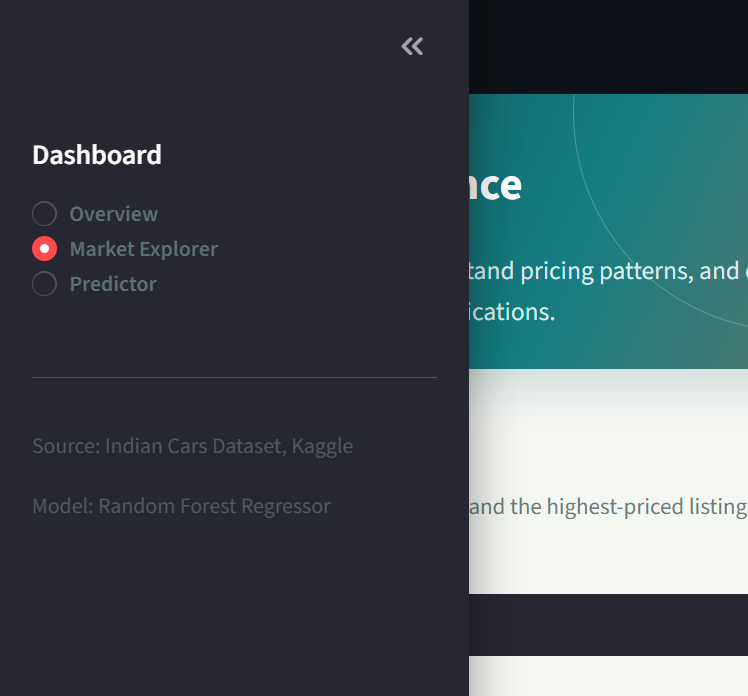 Dashboard
Overview
Market Explorer
Predictor
Source: Indian Cars Dataset, Kaggle
Model: Random Forest Regressor
nce
tand pricing patterns, and
ications.
and the highest-priced listing